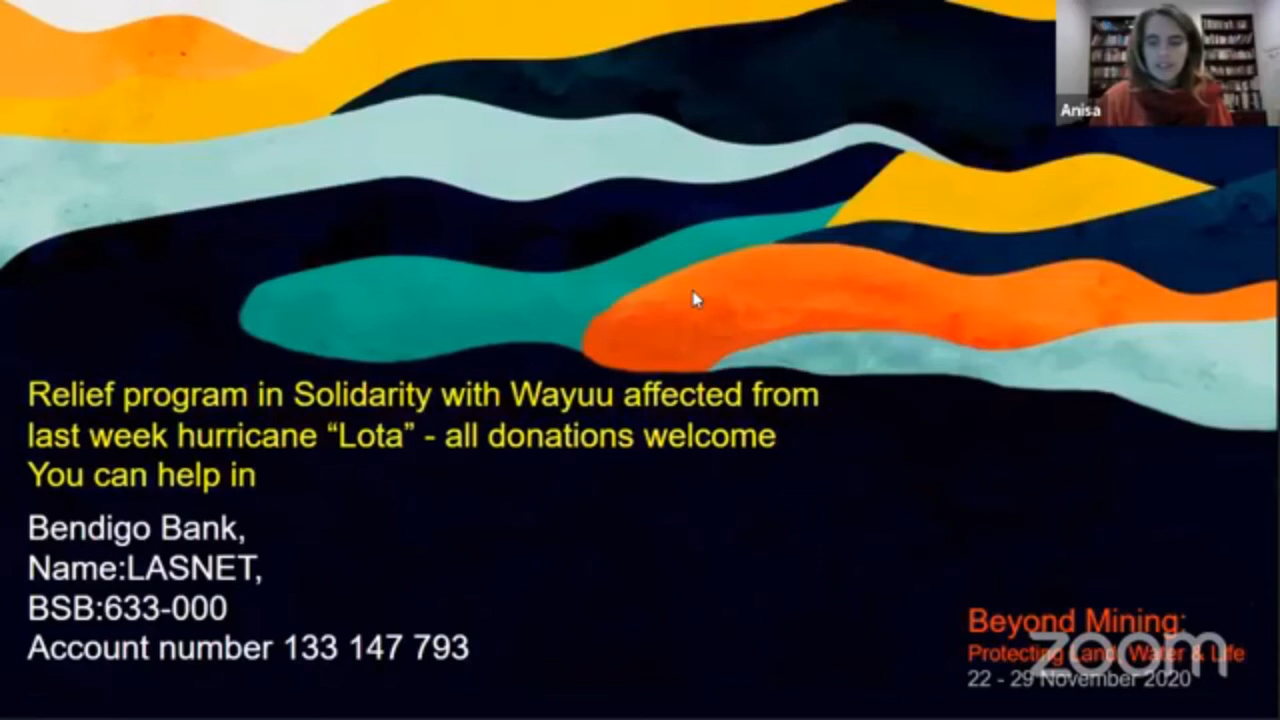 Anisa
Relief program in Solidarity with Wayuu affected from
last week hurricane “Lota” - all donations welcome
You can help in
Bendigo Bank,
Name:LASNET,
BSB:633-000
Account number 133 147 793
Beyond Mining:
Protecting Land, Water & Life
22 - 29 November 2020
zoom